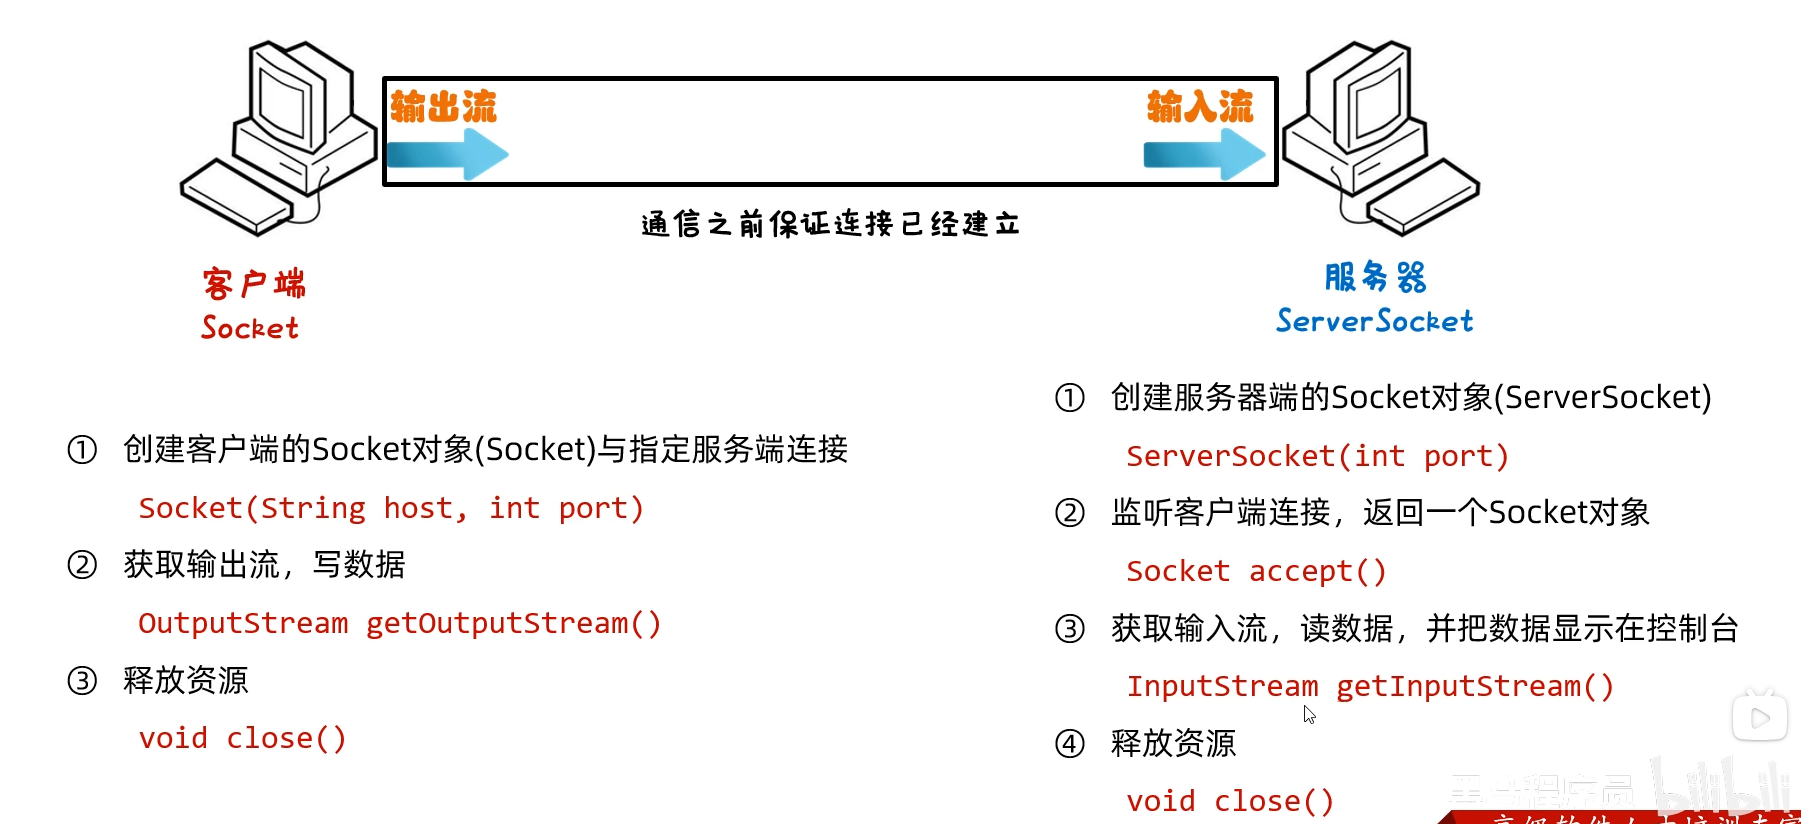 输出流
输入流
通信之前保证连接已经建立
客户端
Socket
服务器
ServerSocket
① 创建客户端的Socket对象(Socket)与指定服务端连接
Socket(String host, int port)
② 获取输出流，写数据
OutputStream getOutputStream()
③ 释放资源
void close()
① 创建服务器端的Socket对象(ServerSocket)
ServerSocket(int port)
② 监听客户端连接，返回一个Socket对象
Socket accept()
③ 获取输入流，读数据，并把数据显示在控制台
InputStream getInputStream()
④ 释放资源
void close()
黑马程序员
bilibili